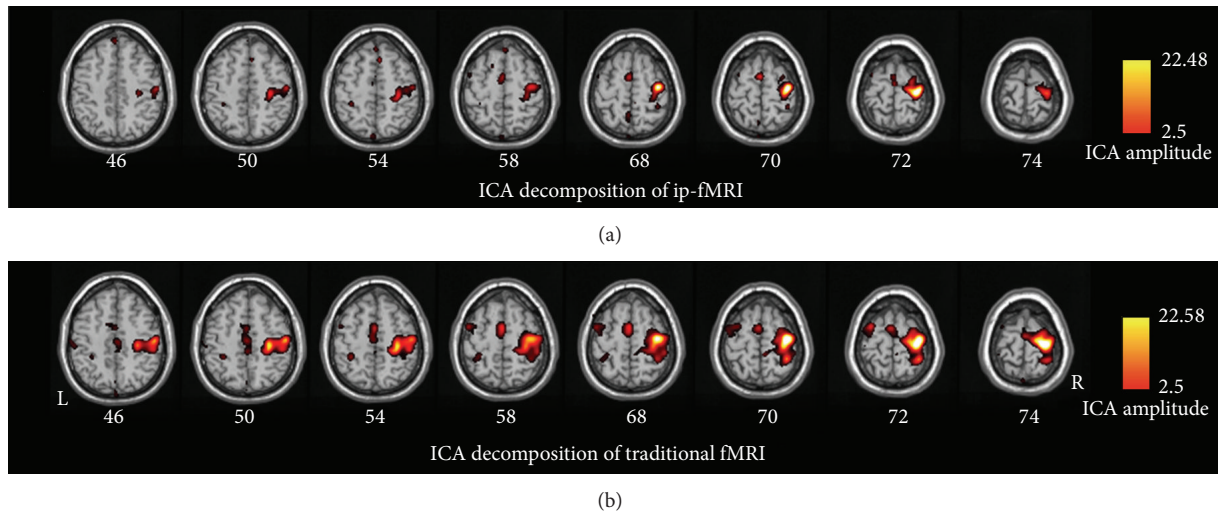 22.48
2.5
ICA amplitude
46 50 54 58 68 70 72 74
ICA decomposition of ip-fMRI
(a)
22.58
2.5
ICA amplitude
L R
46 50 54 58 68 70 72 74
ICA decomposition of traditional fMRI
(b)